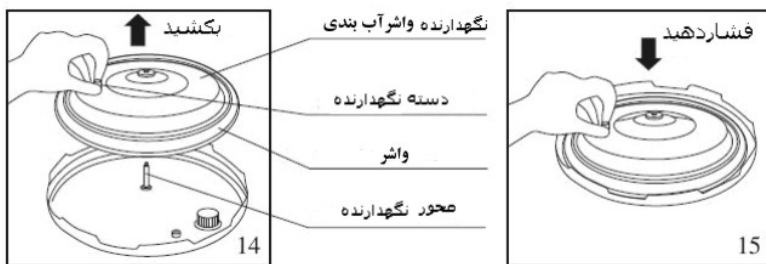 بکشید
نگهدارنده واشرآب بندی
دسته نگهدارنده
واشر
محور نگهدارنده
14
فشاردهید
15